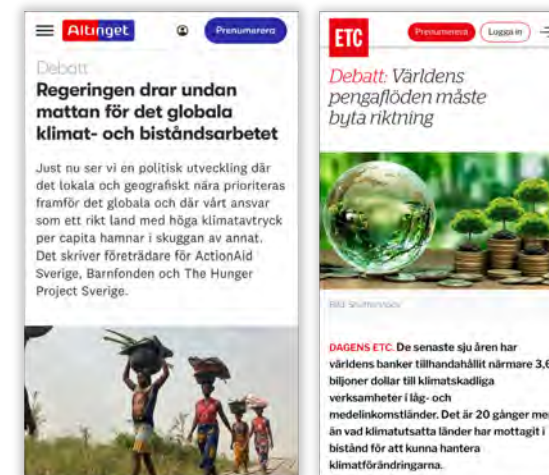 Altinget
Prenumerera
Debatt
Regeringen drar undan
mattan för det globala
klimat- och biståndsarbetet
Just nu ser vi en politisk utveckling där
det lokala och geografiskt nära prioriteras
framför det globala och där vårt ansvar
som ett rikt land med höga klimatavtryck
per capita hamnar i skuggan av annat.
Det skriver företrädare för ActionAid
Sverige, Barnfonden och The Hunger
Project Sverige.
ETC
Prenumerera
Logga in
Debatt: Världens
pengaflöden måste
byta riktning
Bild: Shutterstock
DAGENS ETC. De senaste sju åren har
världens banker tillhandahållit närmare 3,6
biljoner dollar till klimatskadliga
verksamheter i låg- och
medelinkomstländer. Det är 20 gånger mer
än vad klimatutsatta länder har mottagit i
bistånd för att kunna hantera
klimatförändringarna.